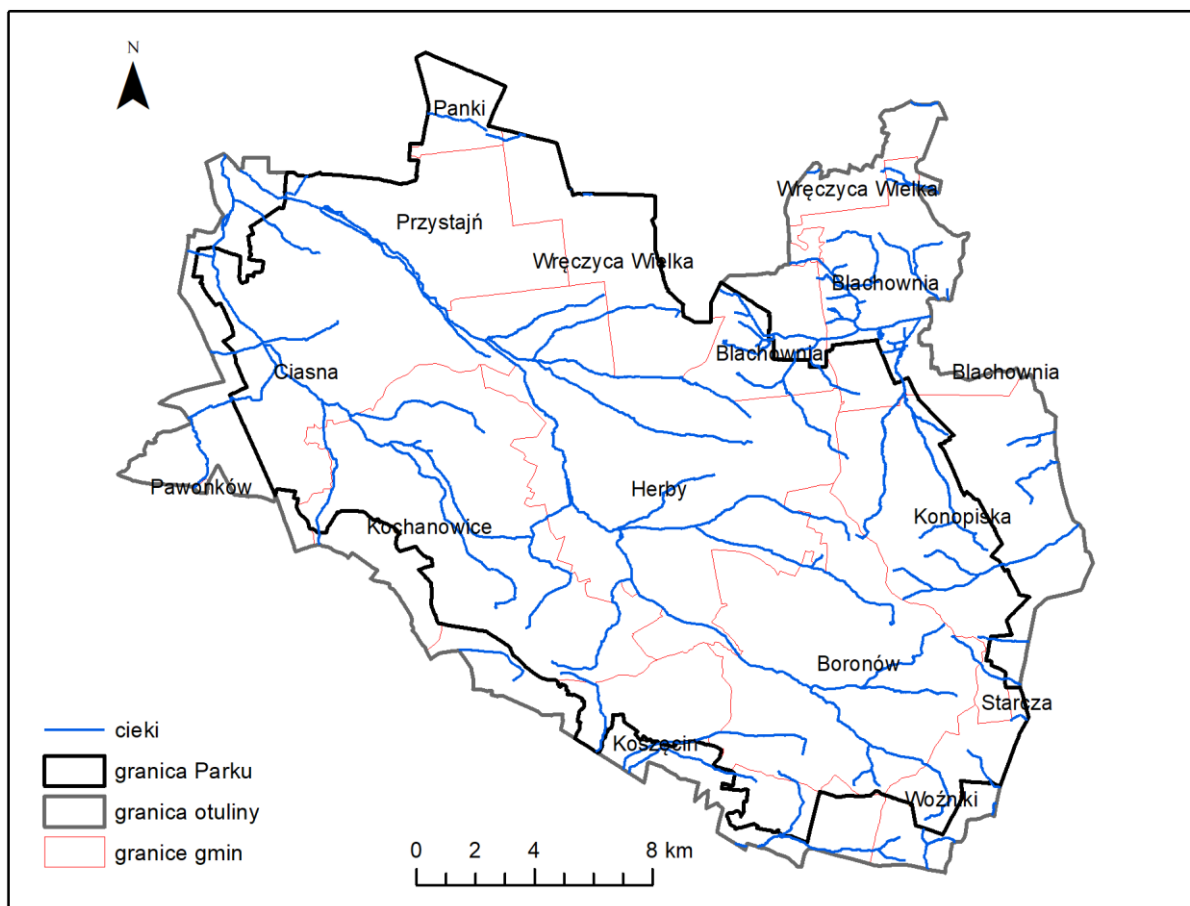 N
Panki
Wręczyca Wielka
Przystajń
Wręczyca Wielka
Blachownia
Blachownia
Ciasna
Blachownia
Pawonków
Herby
Kochanowice
Konopiska
Boronów
Starcza
Koszęcin
Woźniki
cieki
granica Parku
granica otuliny
granice gmin
0 2 4 8 km